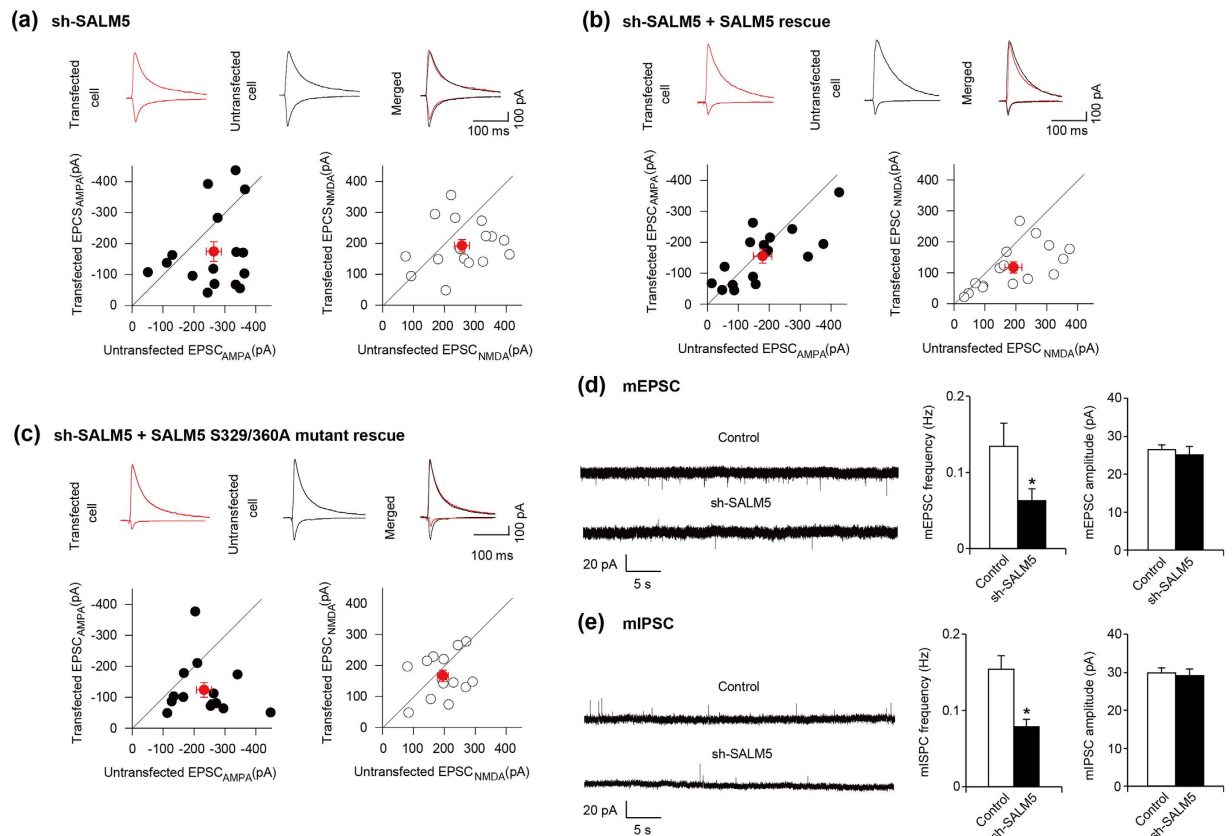 (a) sh-SALM5
Transfected cell
Untransfected cell
Merged
100 pA
100 ms
Transfected EPCS_AMPA(pA)
-400
-300
-200
-100
0
0 -100 -200 -300 -400
Untransfected EPSC_AMPA(pA)
Transfected EPCS_NMDA(pA)
400
300
200
100
0
0 100 200 300 400
Untransfected EPSC_NMDA(pA)
(b) sh-SALM5 + SALM5 rescue
Transfected cell
Untransfected cell
Merged
100 pA
100 ms
Transfected EPSC_AMPA(pA)
-400
-300
-200
-100
0
0 -100 -200 -300 -400
Untransfected EPSC_AMPA(pA)
Transfected EPSC_NMDA(pA)
400
300
200
100
0
0 100 200 300 400
Untransfected EPSC_NMDA(pA)
(c) sh-SALM5 + SALM5 S329/360A mutant rescue
Transfected cell
Untransfected cell
Merged
100 pA
100 ms
Transfected EPSC_AMPA(pA)
-400
-300
-200
-100
0
0 -100 -200 -300 -400
Untransfected EPSC_AMPA(pA)
Transfected EPSC_NMDA(pA)
400
300
200
100
0
0 100 200 300 400
Untransfected EPSC_NMDA(pA)
(d) mEPSC
Control
sh-SALM5
20 pA
5 s
mEPSC frequency (Hz)
0.2
0.1
0
*
Control
sh-SALM5
mEPSC amplitude (pA)
40
30
20
10
0
Control
sh-SALM5
(e) mIPSC
Control
sh-SALM5
20 pA
5 s
mISPC frequency (Hz)
0.2
0.1
0
*
Control
sh-SALM5
mIPSC amplitude (pA)
40
30
20
10
0
Control
sh-SALM5